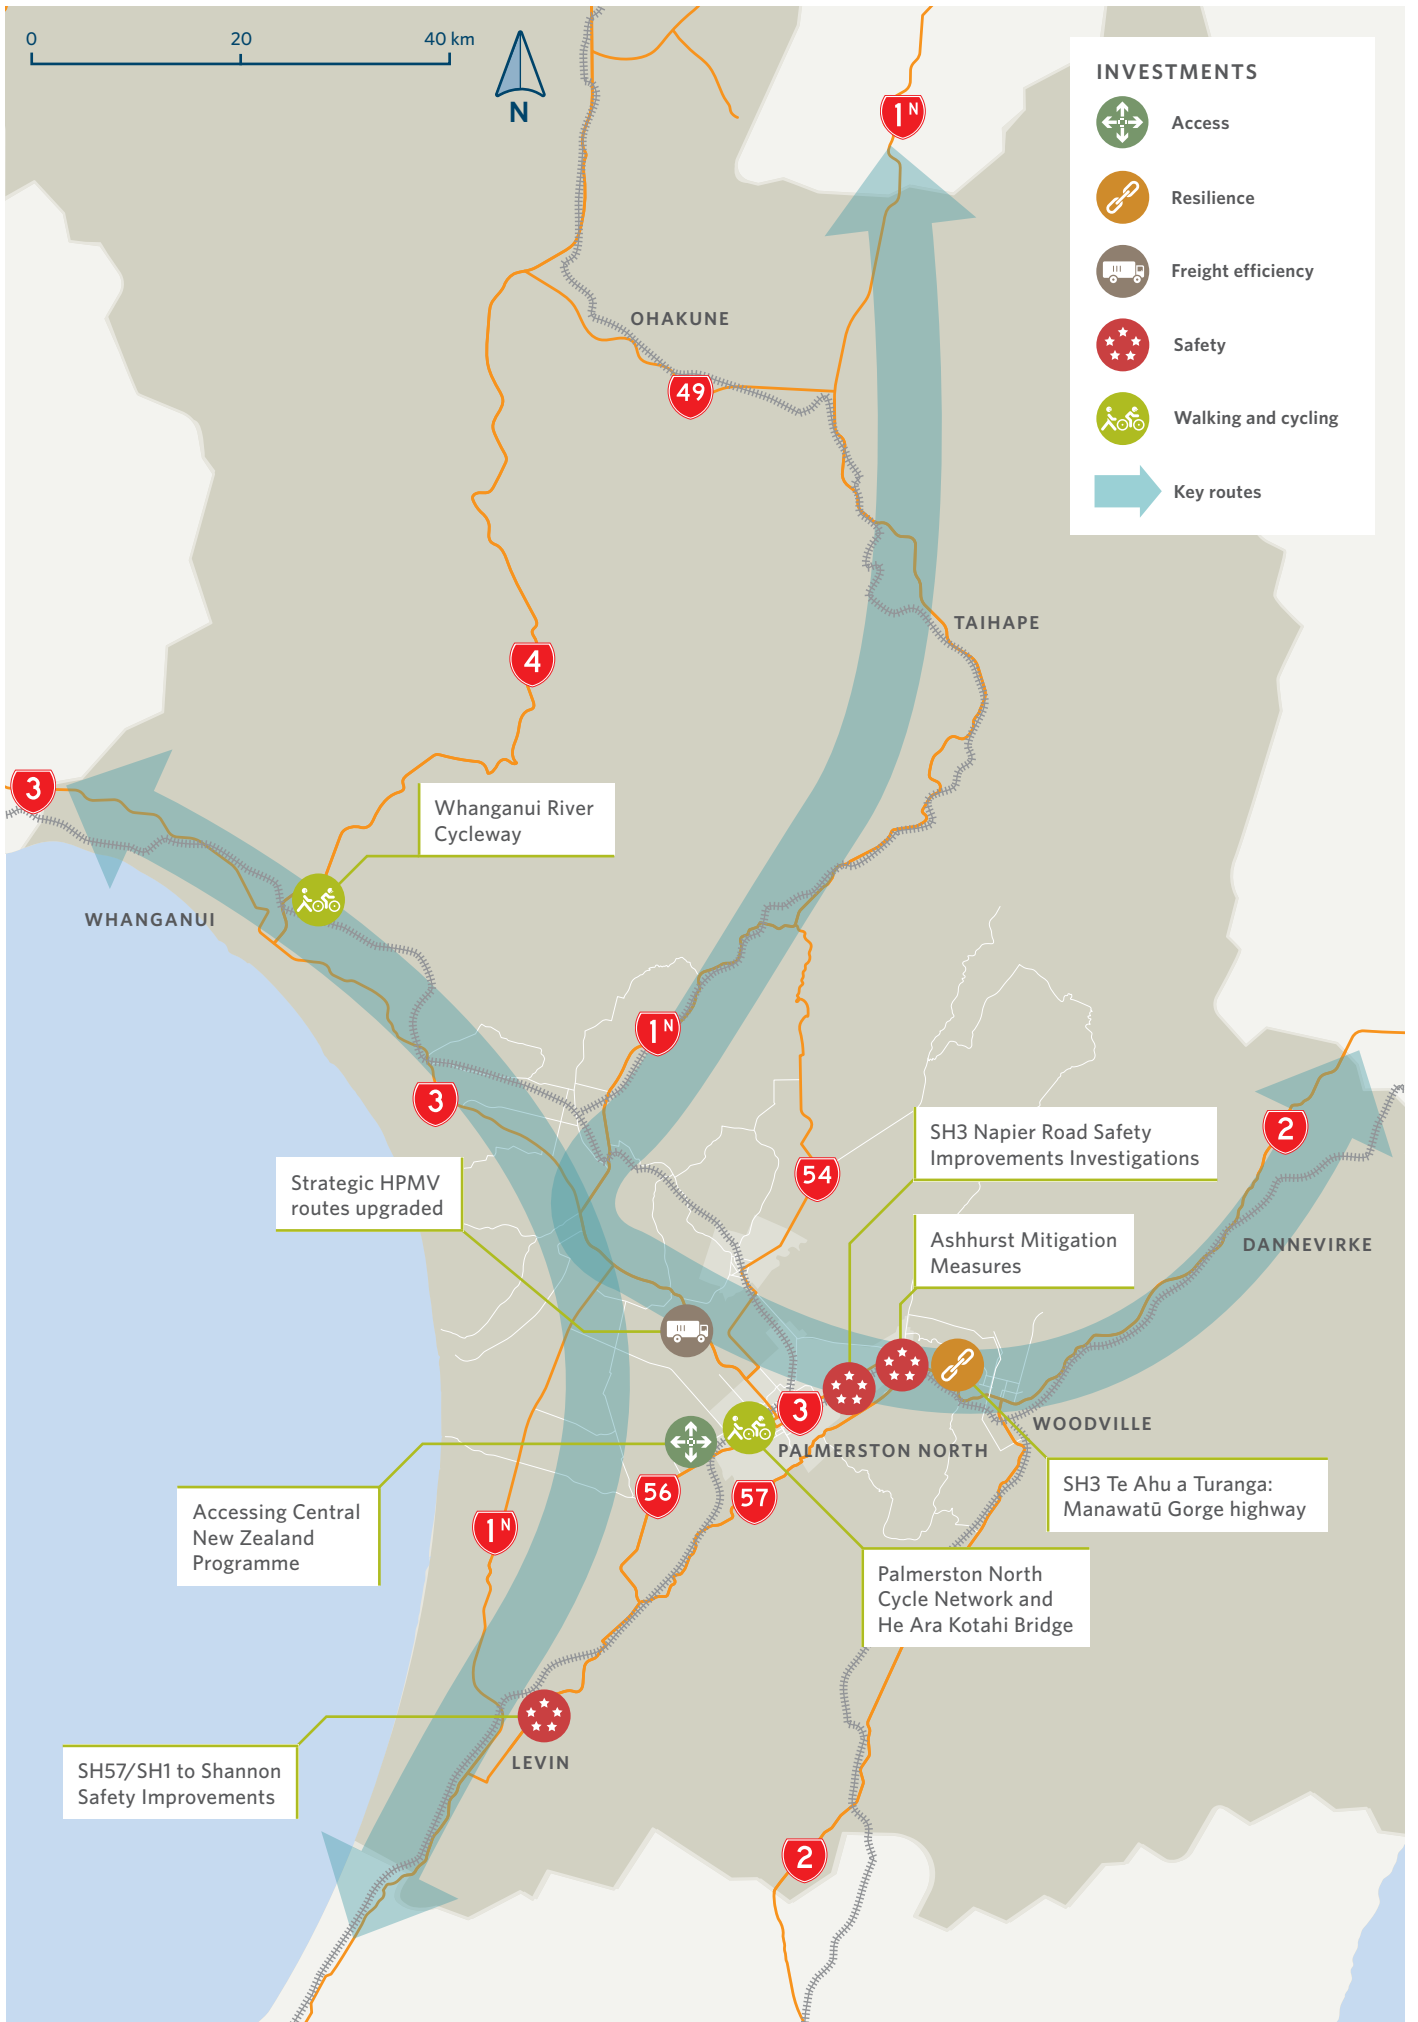 0 20 40 km
N
INVESTMENTS
Access
Resilience
Freight efficiency
Safety
Walking and cycling
Key routes
1N
OHAKUNE
49
TAIHAPE
4
3
Whanganui River
Cycleway
WHANGANUI
1N
3
2
SH3 Napier Road Safety
Improvements Investigations
54
Strategic HPMV
routes upgraded
Ashhurst Mitigation
Measures
DANNEVIRKE
3
WOODVILLE
PALMERSTON NORTH
56
57
SH3 Te Ahu a Turanga:
Manawatū Gorge highway
Accessing Central
New Zealand
Programme
1N
Palmerston North
Cycle Network and
He Ara Kotahi Bridge
LEVIN
SH57/SH1 to Shannon
Safety Improvements
2